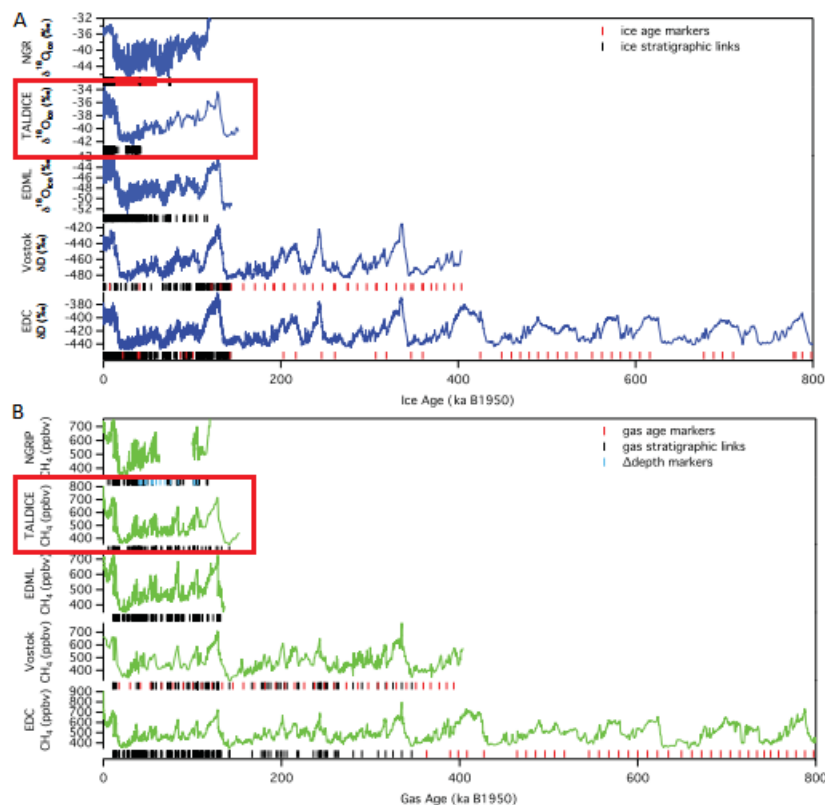 A
NGR
δ18Oice (‰)
-32
-36
-40
-44
ice age markers
ice stratigraphic links
TALDICE
δ18Oice (‰)
-34
-36
-38
-40
-42
EDML
δ18Oice (‰)
-43
-50
-52
Vostok
δD (‰)
-420
-440
-460
-480
EDC
δD (‰)
-380
-400
-420
-440
0
200
400
600
800
Ice Age (ka B1950)
B
NGRIP
CH4 (ppbv)
700
600
500
400
gas age markers
gas stratigraphic links
Δdepth markers
TALDICE
CH4 (ppbv)
800
700
600
500
400
EDML
CH4 (ppbv)
700
600
500
400
Vostok
CH4 (ppbv)
700
600
500
400
EDC
CH4 (ppbv)
900
800
700
600
500
400
0
200
400
600
800
Gas Age (ka B1950)